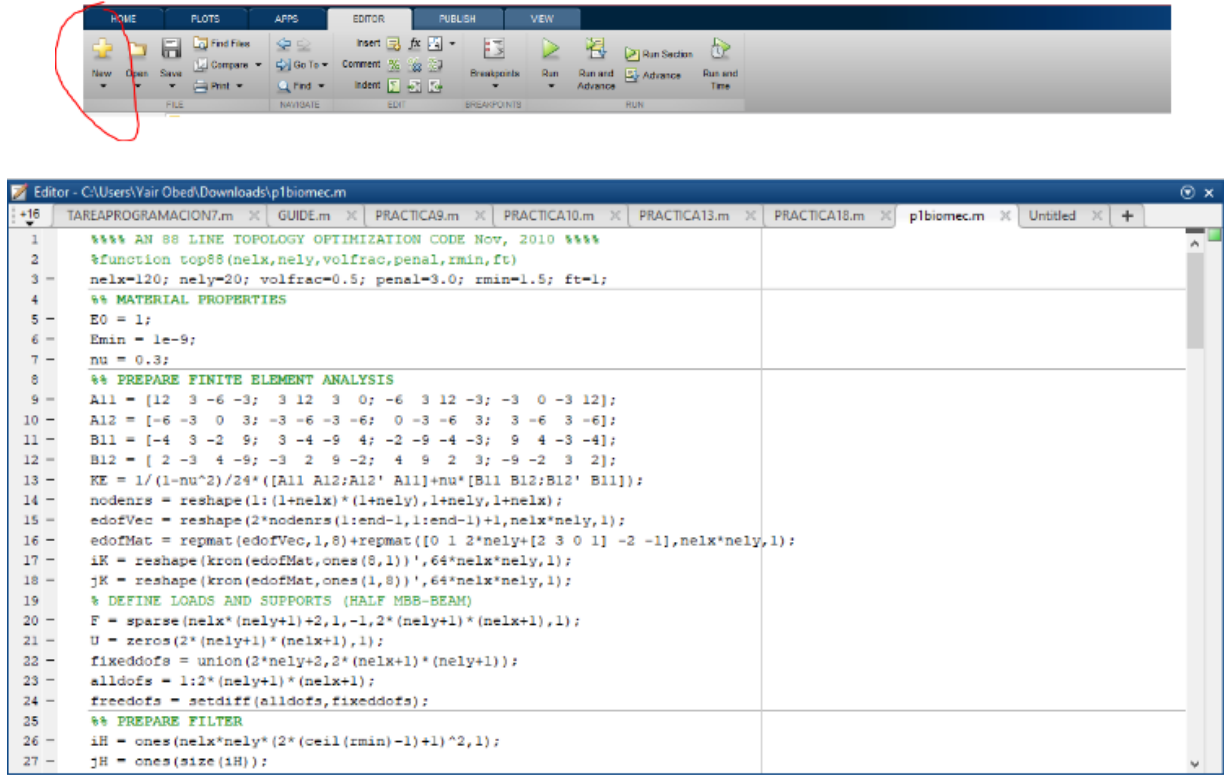 HOME PLOTS APPS EDITOR PUBLISH VIEW
Find Files Insert fx
Compare Go To Comment Run Section
New Open Save Breakpoints Run Run and Advance Advance Run and Time
Print Find Indent
FILE NAVIGATE EDIT BREAKPOINTS RUN
Editor - C:\Users\Yair Obed\Downloads\p1biomec.m
+16 TAREAPROGRAMACION7.m GUIDE.m PRACTICA9.m PRACTICA10.m PRACTICA13.m PRACTICA18.m p1biomec.m Untitled +
1 %%%% AN 88 LINE TOPOLOGY OPTIMIZATION CODE Nov, 2010 %%%%
2 %function top88(nelx,nely,volfrac,penal,rmin,ft)
3 - nelx=120; nely=20; volfrac=0.5; penal=3.0; rmin=1.5; ft=1;
4 %% MATERIAL PROPERTIES
5 - E0 = 1;
6 - Emin = 1e-9;
7 - nu = 0.3;
8 %% PREPARE FINITE ELEMENT ANALYSIS
9 - A11 = [12 3 -6 -3; 3 12 3 0; -6 3 12 -3; -3 0 -3 12];
10 - A12 = [-6 -3 0 3; -3 -6 -3 -6; 0 -3 -6 3; 3 -6 3 -6];
11 - B11 = [-4 3 -2 9; 3 -4 -9 4; -2 -9 -4 -3; 9 4 -3 -4];
12 - B12 = [ 2 -3 4 -9; -3 2 9 -2; 4 9 2 3; -9 -2 3 2];
13 - KE = 1/(1-nu^2)/24*([A11 A12;A12' A11]+nu*[B11 B12;B12' B11]);
14 - nodenrs = reshape(1:(1+nelx)*(1+nely),1+nely,1+nelx);
15 - edofVec = reshape(2*nodenrs(1:end-1,1:end-1)+1,nelx*nely,1);
16 - edofMat = repmat(edofVec,1,8)+repmat([0 1 2*nely+[2 3 0 1] -2 -1],nelx*nely,1);
17 - iK = reshape(kron(edofMat,ones(8,1))',64*nelx*nely,1);
18 - jK = reshape(kron(edofMat,ones(1,8))',64*nelx*nely,1);
19 % DEFINE LOADS AND SUPPORTS (HALF MBB-BEAM)
20 - F = sparse(nelx*(nely+1)+2,1,-1,2*(nely+1)*(nelx+1),1);
21 - U = zeros(2*(nely+1)*(nelx+1),1);
22 - fixeddofs = union(2*nely+2,2*(nelx+1)*(nely+1));
23 - alldofs = 1:2*(nely+1)*(nelx+1);
24 - freedofs = setdiff(alldofs,fixeddofs);
25 %% PREPARE FILTER
26 - iH = ones(nelx*nely*(2*(ceil(rmin)-1)+1)^2,1);
27 - jH = ones(size(iH));